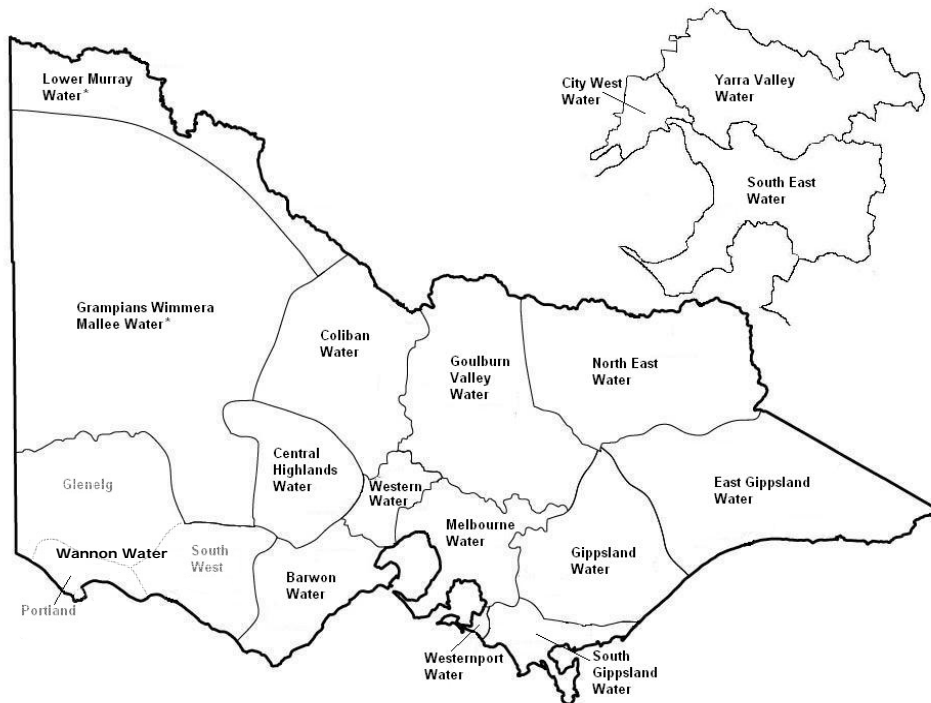 Lower Murray
Water*
City West
Water
Yarra Valley
Water
South East
Water
Grampians Wimmera
Mallee Water*
Coliban
Water
Goulburn
Valley
Water
North East
Water
Central
Highlands
Water
Western
Water
Glenelg
East Gippsland
Water
Melbourne
Water
Wannon Water
South
West
Gippsland
Water
Barwon
Water
Portland
Westernport
Water
South
Gippsland
Water